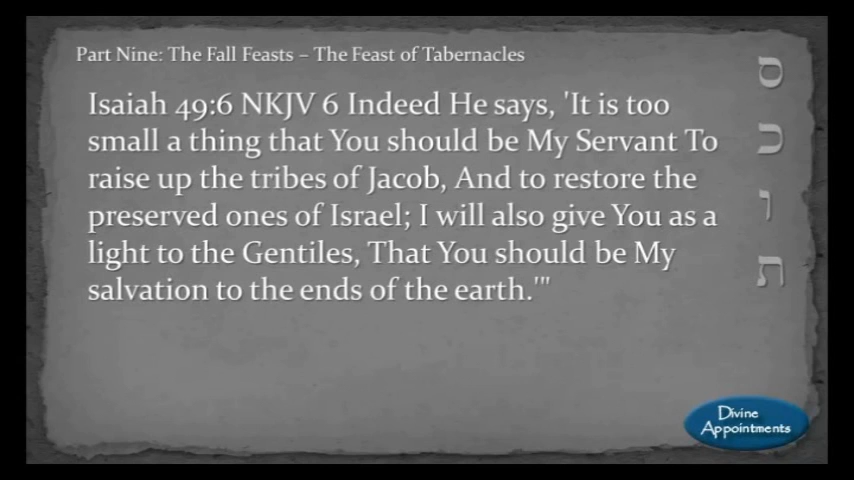 Part Nine: The Fall Feasts – The Feast of Tabernacles
Isaiah 49:6 NKJV 6 Indeed He says, 'It is too
small a thing that You should be My Servant To
raise up the tribes of Jacob, And to restore the
preserved ones of Israel; I will also give You as a
light to the Gentiles, That You should be My
salvation to the ends of the earth.'"
ס
כ
ו
ת
Divine
Appointments